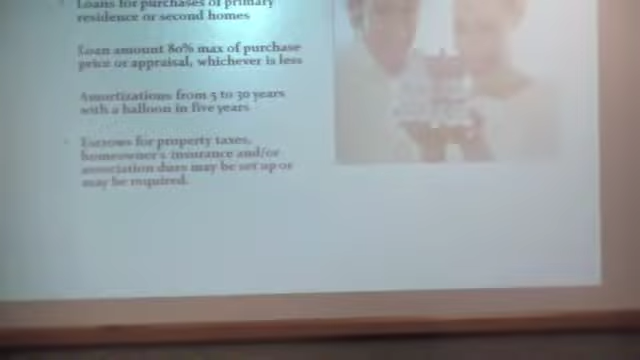 Loans for purchases of primary
residence or second homes
Loan amount 80% max of purchase
price or appraisal, whichever is less
Amortizations from 5 to 30 years
with a balloon in five years
Escrows for property taxes,
homeowner's insurance and/or
association dues may be set up or
may be required.